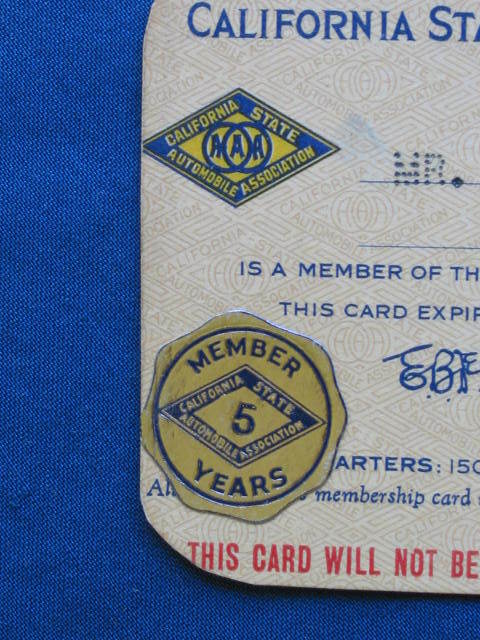 CALIFORNIA STA
CALIFORNIA STATE
AAA
AUTOMOBILE ASSOCIATION
MR.
IS A MEMBER OF TH
THIS CARD EXPIR
MEMBER
CALIFORNIA STATE
5
AUTOMOBILE ASSOCIATION
YEARS
ARTERS: 150
membership card
THIS CARD WILL NOT BE